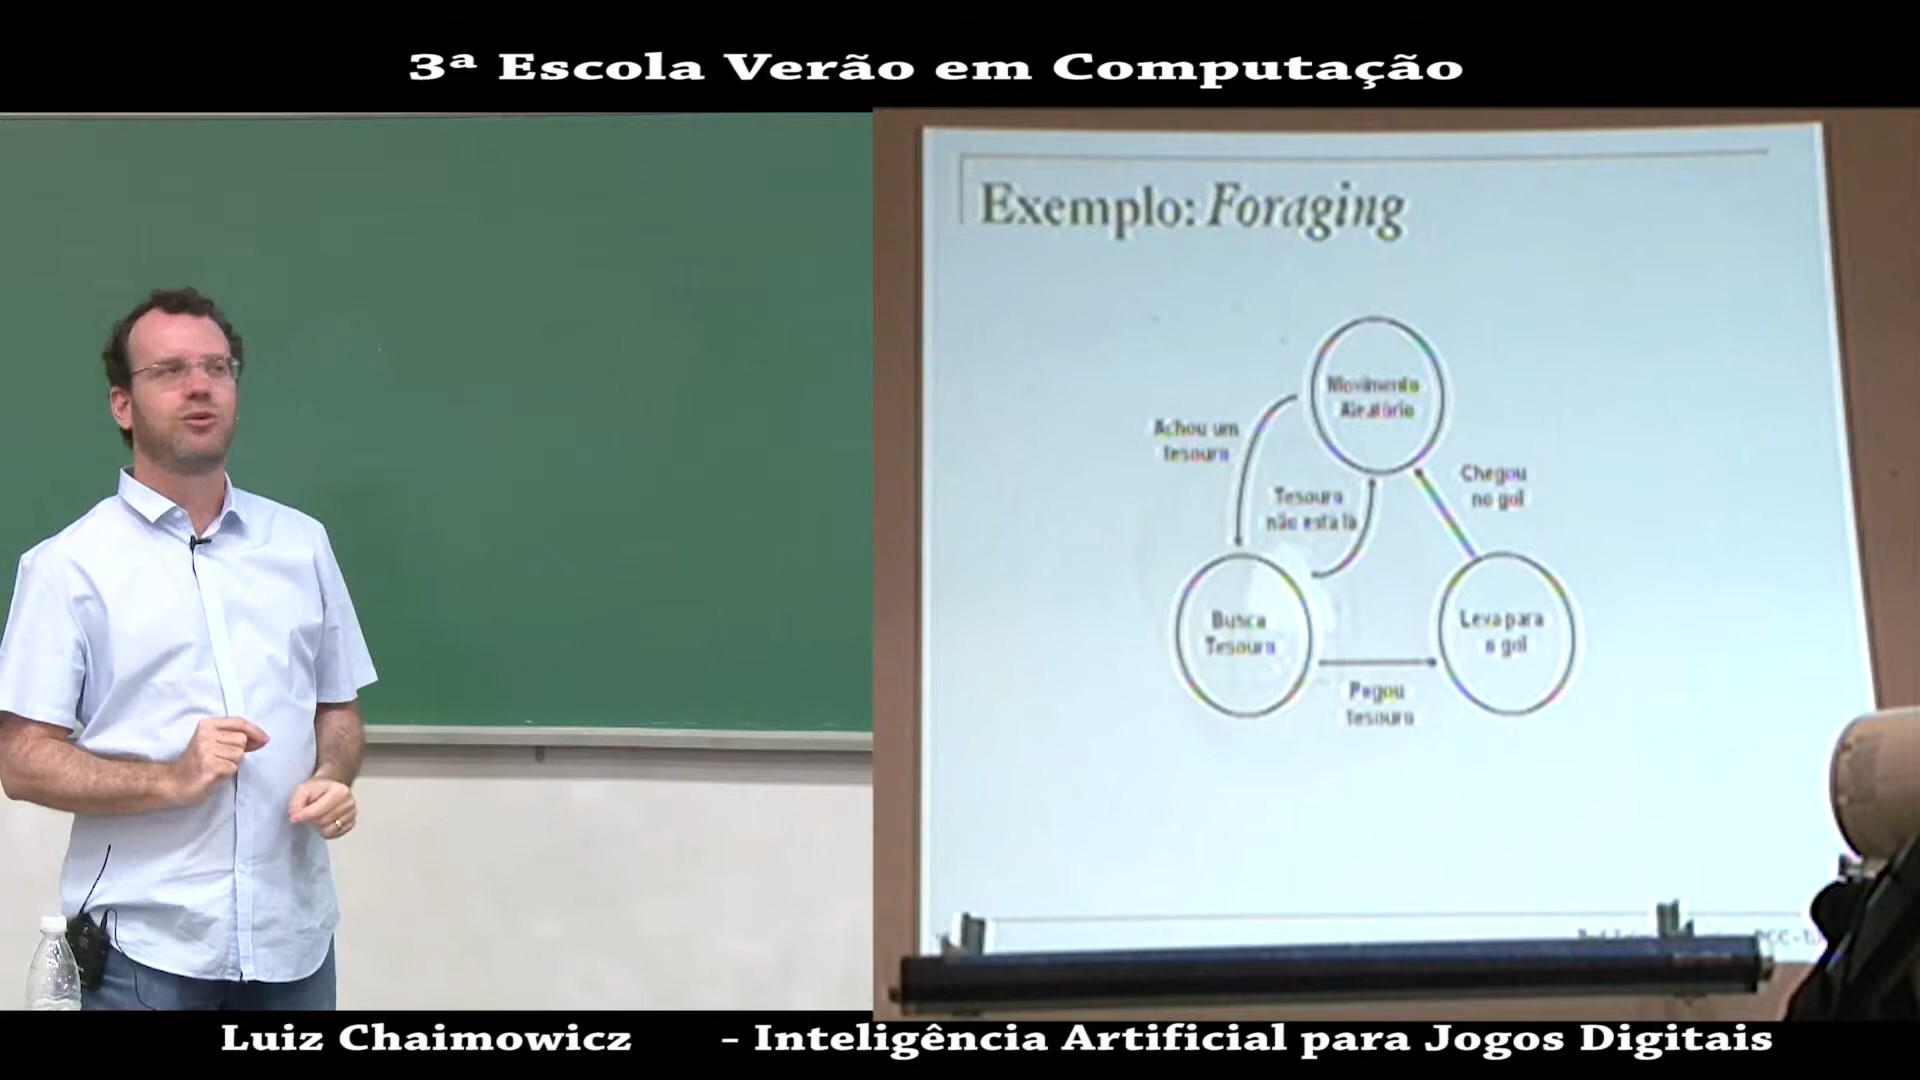 3ª Escola Verão em Computação
Exemplo: Foraging
Movimento
Aleatório
Achou um
tesouro
Tesouro
não está lá
Chegou
no gol
Busca
Tesouro
Leva para
o gol
Pegou
tesouro
Luiz Chaimowicz - Inteligência Artificial para Jogos Digitais